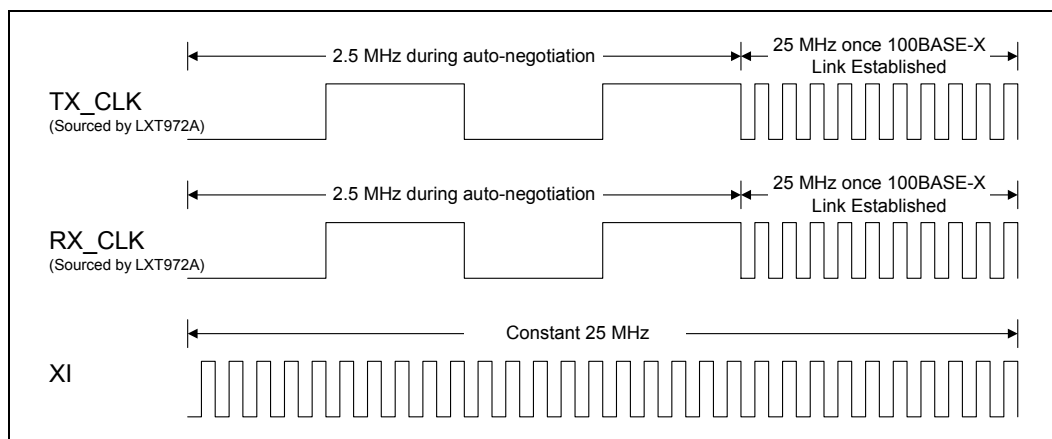 2.5 MHz during auto-negotiation
25 MHz once 100BASE-X
Link Established
TX_CLK
(Sourced by LXT972A)
2.5 MHz during auto-negotiation
25 MHz once 100BASE-X
Link Established
RX_CLK
(Sourced by LXT972A)
Constant 25 MHz
XI